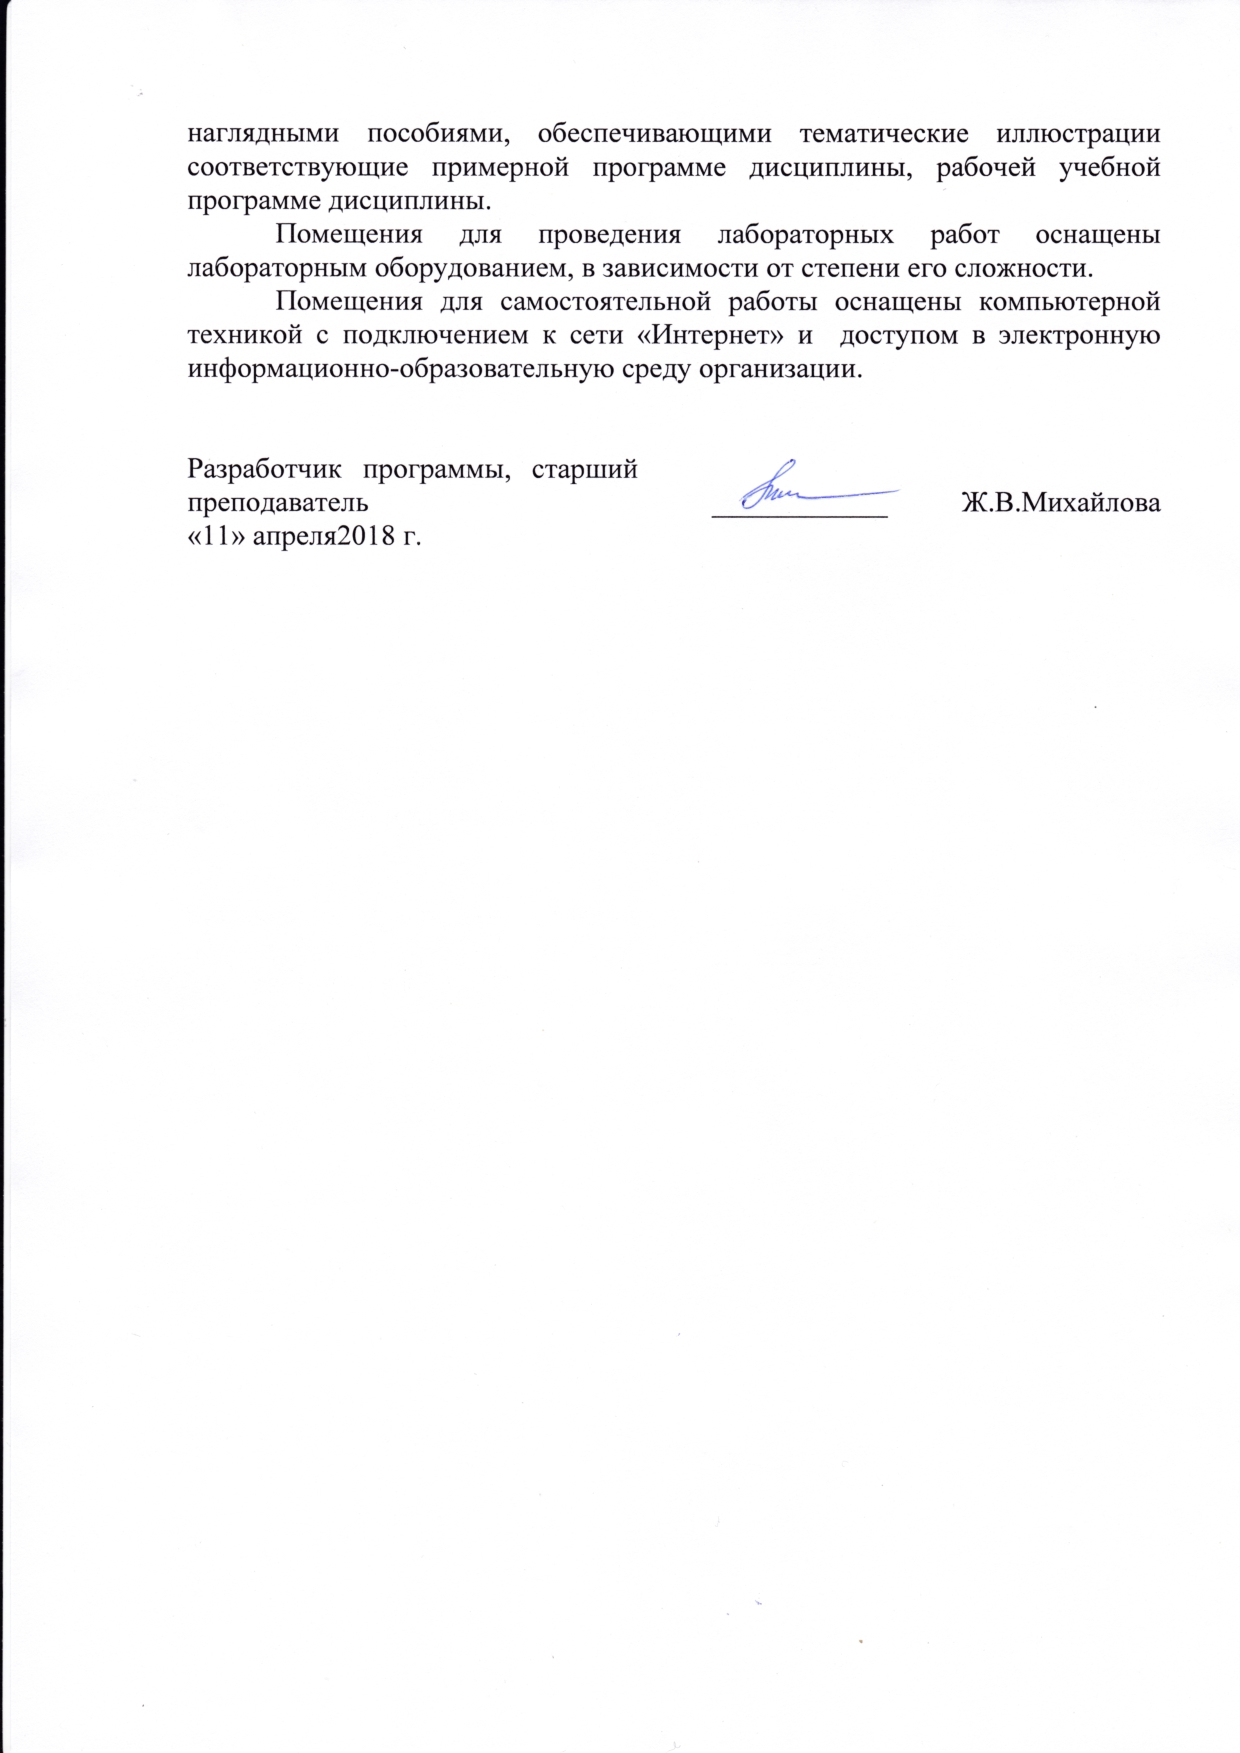 наглядными пособиями, обеспечивающими тематические иллюстрации
соответствующие примерной программе дисциплины, рабочей учебной
программе дисциплины.
Помещения для проведения лабораторных работ оснащены
лабораторным оборудованием, в зависимости от степени его сложности.
Помещения для самостоятельной работы оснащены компьютерной
техникой с подключением к сети «Интернет» и доступом в электронную
информационно-образовательную среду организации.
Разработчик программы, старший
преподаватель _____________ Ж.В.Михайлова
«11» апреля2018 г.